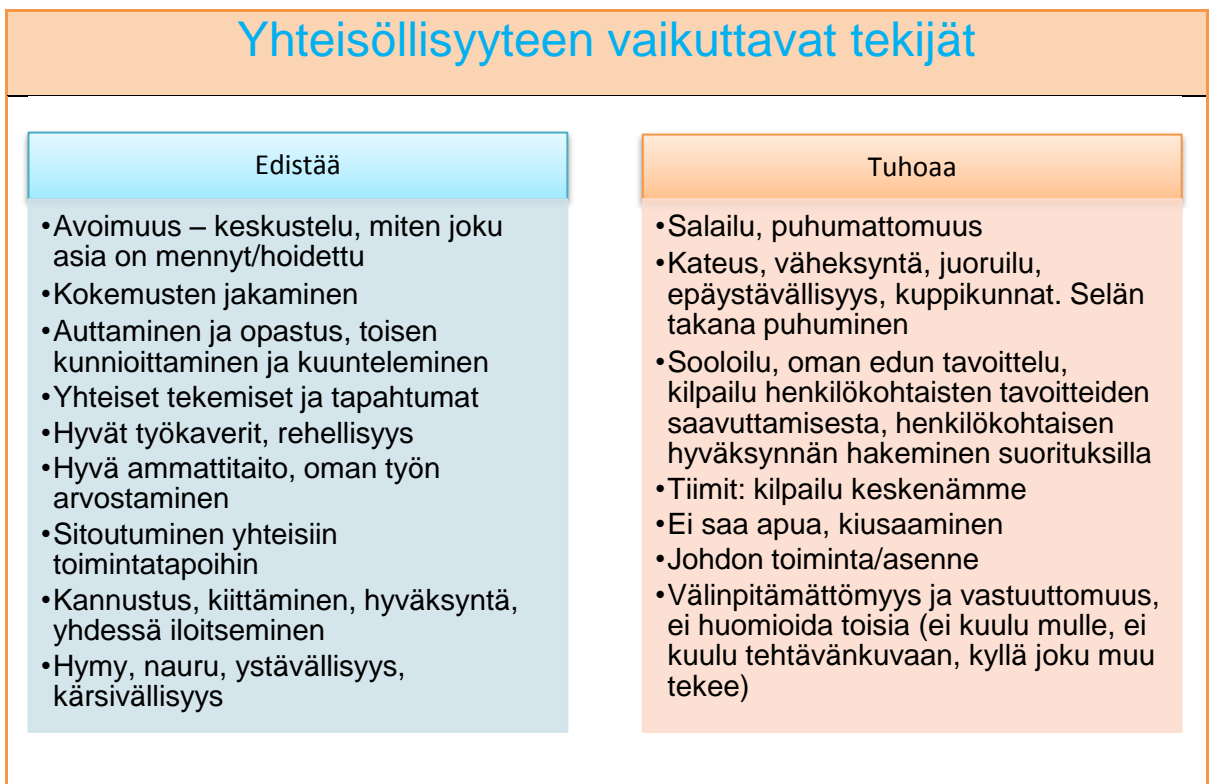 Yhteisöllisyyteen vaikuttavat tekijät
Edistää
•Avoimuus – keskustelu, miten joku
asia on mennyt/hoidettu
•Kokemusten jakaminen
•Auttaminen ja opastus, toisen
kunnioittaminen ja kuunteleminen
•Yhteiset tekemiset ja tapahtumat
•Hyvät työkaverit, rehellisyys
•Hyvä ammattitaito, oman työn
arvostaminen
•Sitoutuminen yhteisiin
toimintatapoihin
•Kannustus, kiittäminen, hyväksyntä,
yhdessä iloitseminen
•Hymy, nauru, ystävällisyys,
kärsivällisyys
Tuhoaa
•Salailu, puhumattomuus
•Kateus, väheksyntä, juoruilu,
epäystävällisyys, kuppikunnat. Selän
takana puhuminen
•Sooloilu, oman edun tavoittelu,
kilpailu henkilökohtaisten tavoitteiden
saavuttamisesta, henkilökohtaisen
hyväksynnän hakeminen suorituksilla
•Tiimit: kilpailu keskenämme
•Ei saa apua, kiusaaminen
•Johdon toiminta/asenne
•Välinpitämättömyys ja vastuuttomuus,
ei huomioida toisia (ei kuulu mulle, ei
kuulu tehtävänkuvaan, kyllä joku muu
tekee)